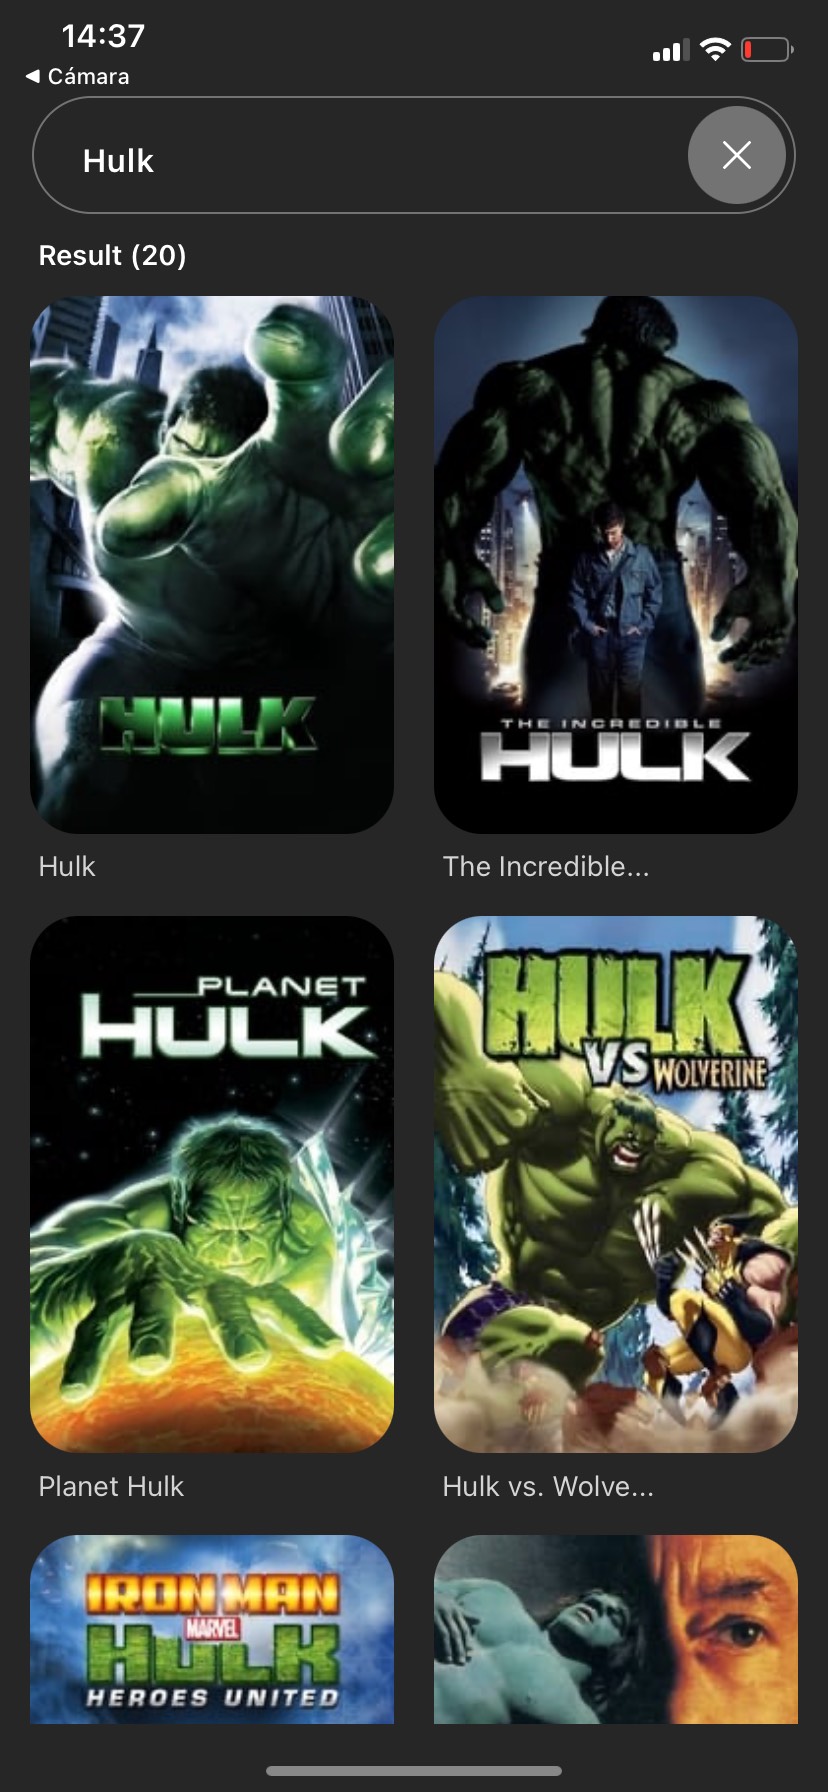 14:37
◀ Cámara
Hulk
Result (20)
HULK
THE INCREDIBLE
HULK
Hulk
The Incredible...
PLANET
HULK
HULK
VS WOLVERINE
Planet Hulk
Hulk vs. Wolve...
IRON MAN
MARVEL
HULK
HEROES UNITED